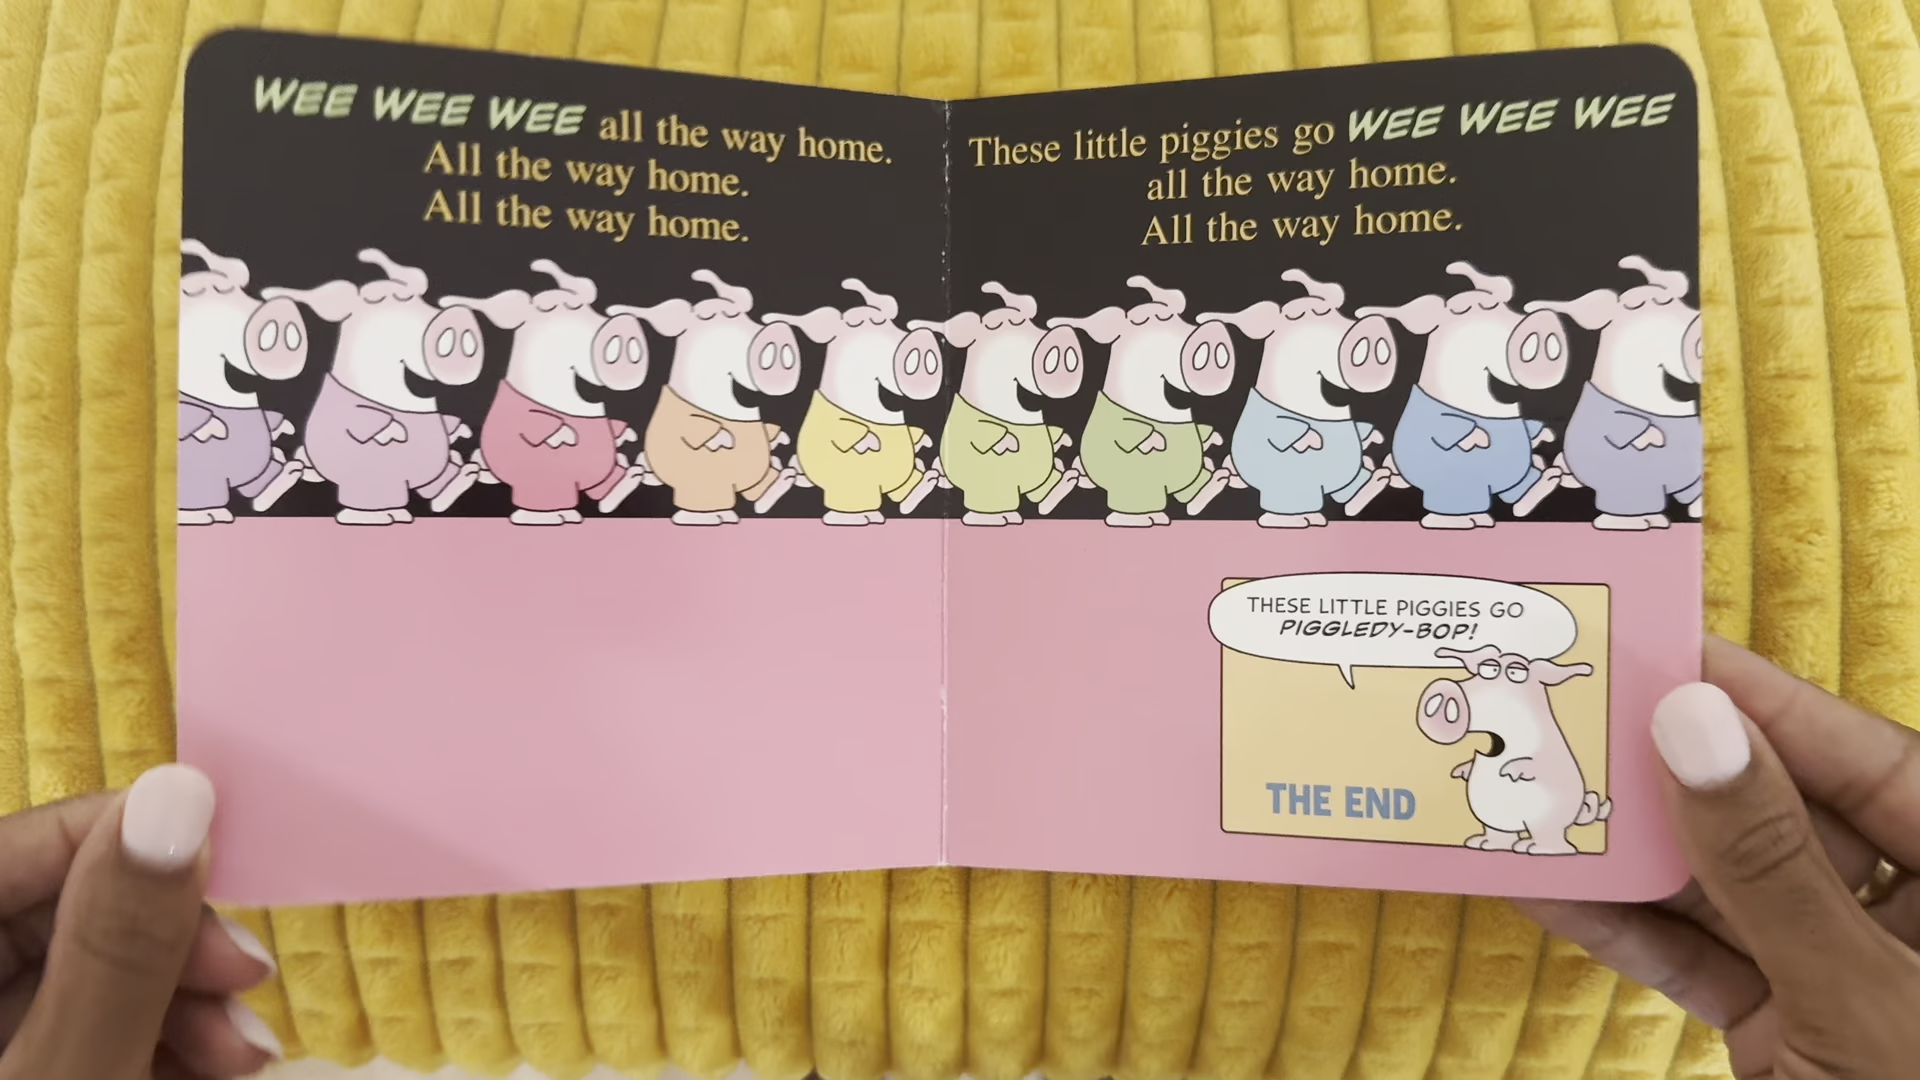 WEE WEE WEE all the way home.
All the way home.
All the way home.
These little piggies go WEE WEE WEE
all the way home.
All the way home.
THESE LITTLE PIGGIES GO
PIGGLEDY-BOP!
THE END